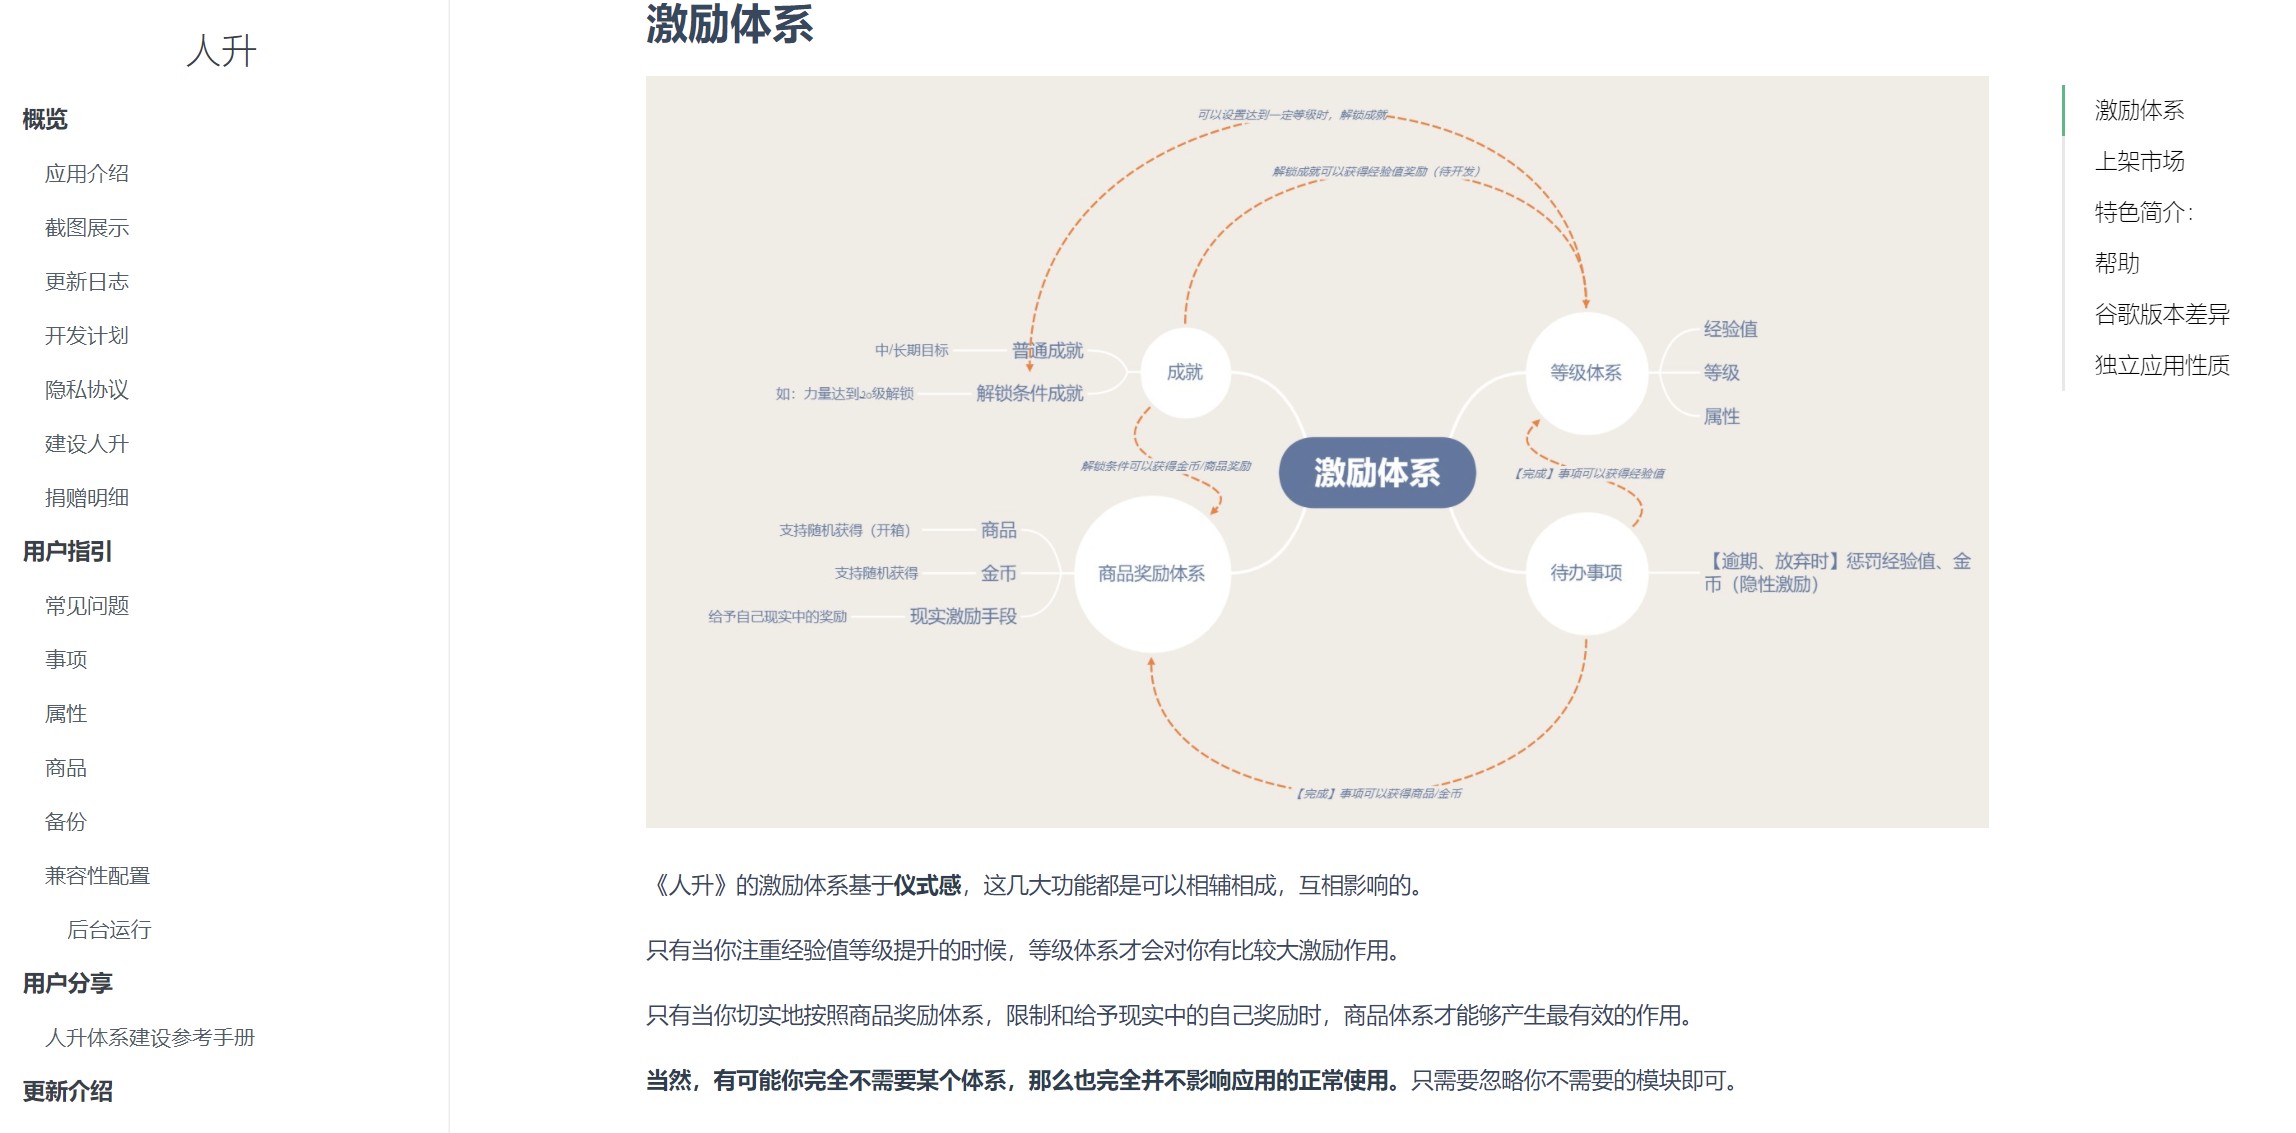 人升
概览
应用介绍
截图展示
更新日志
开发计划
隐私协议
建设人升
捐赠明细
用户指引
常见问题
事项
属性
商品
备份
兼容性配置
后台运行
用户分享
人升体系建设参考手册
更新介绍
激励体系
可以设置达到一定等级时，解锁成就
解锁成就可以获得经验值奖励（待开发）
中/长期目标
普通成就
如：力量达到20级解锁
解锁条件成就
成就
等级体系
经验值
等级
属性
解锁条件可以获得金币/商品奖励
激励体系
【完成】事项可以获得经验值
支持随机获得（开箱）
商品
支持随机获得
金币
给予自己现实中的奖励
现实激励手段
商品奖励体系
待办事项
【逾期、放弃时】惩罚经验值、金
币（隐性激励）
【完成】事项可以获得商品/金币
《人升》的激励体系基于仪式感，这几大功能都是可以相辅相成，互相影响的。
只有当你注重经验值等级提升的时候，等级体系才会对你有比较大激励作用。
只有当你切实地按照商品奖励体系，限制和给予现实中的自己奖励时，商品体系才能够产生最有效的作用。
当然，有可能你完全不需要某个体系，那么也完全并不影响应用的正常使用。只需要忽略你不需要的模块即可。
激励体系
上架市场
特色简介：
帮助
谷歌版本差异
独立应用性质